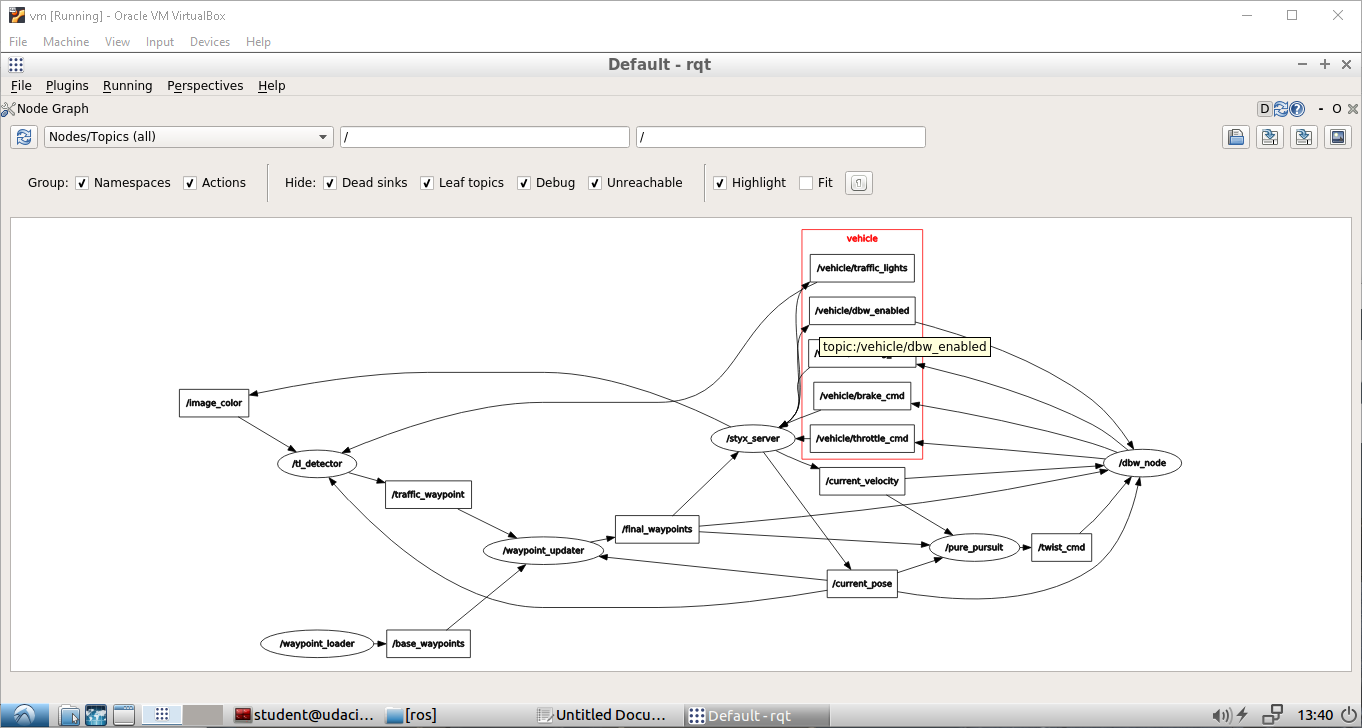 vm [Running] - Oracle VM VirtualBox
File Machine View Input Devices Help
Default - rqt
File Plugins Running Perspectives Help
Node Graph D - O
Nodes/Topics (all) / /
Group: Namespaces Actions Hide: Dead sinks Leaf topics Debug Unreachable Highlight Fit
vehicle
/vehicle/traffic_lights
/vehicle/dbw_enabled
topic:/vehicle/dbw_enabled
/vehicle/brake_cmd
/image_color
/styx_server
/vehicle/throttle_cmd
/tl_detector
/dbw_node
/current_velocity
/traffic_waypoint
/final_waypoints
/waypoint_updater
/pure_pursuit
/twist_cmd
/current_pose
/waypoint_loader
/base_waypoints
student@udaci... [ros] Untitled Docu... Default - rqt 13:40